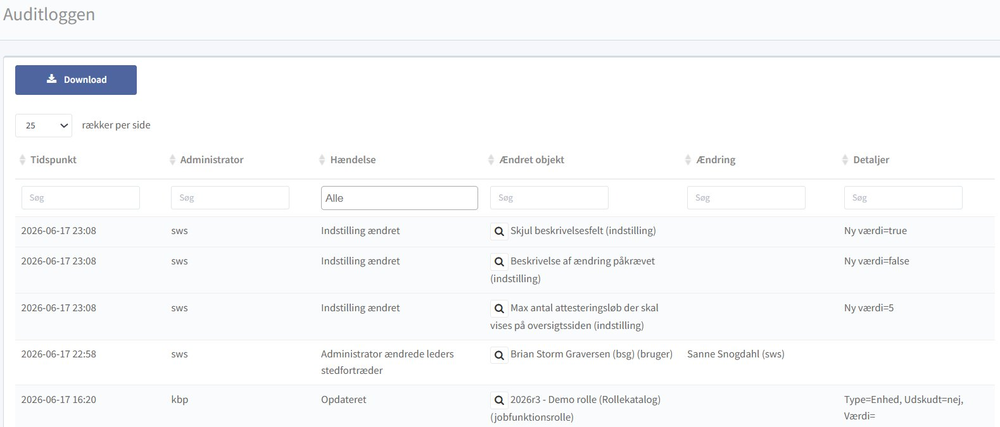 Auditloggen
Download
25 rækker per side
Tidspunkt Administrator Hændelse Ændret objekt Ændring Detaljer
Søg Søg Alle Søg Søg Søg
2026-06-17 23:08 sws Indstilling ændret Skjul beskrivelsesfelt (indstilling) Ny værdi=true
2026-06-17 23:08 sws Indstilling ændret Beskrivelse af ændring påkrævet Ny værdi=false
(indstilling)
2026-06-17 23:08 sws Indstilling ændret Max antal attesteringsløb der skal Ny værdi=5
vises på oversigtssiden (indstilling)
2026-06-17 22:58 sws Administrator ændrede leders Brian Storm Graversen (bsg) (bruger) Sanne Snogdahl (sws)
stedfortræder
2026-06-17 16:20 kbp Opdateret 2026r3 - Demo rolle (Rollekatalog) Type=Enhed, Udskudt=nej,
(jobfunktionsrolle) Værdi=